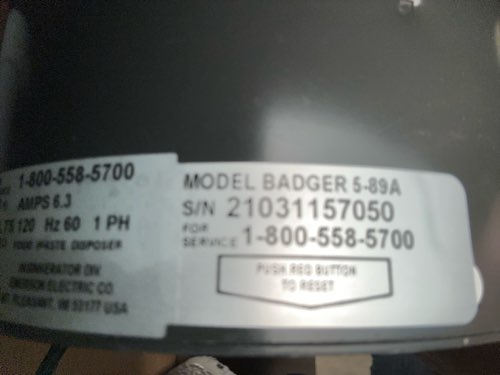 1-800-558-5700
AMPS 6.3
120 Hz 60 1 PH
FOOD WASTE DISPOSER
INSINKERATOR DIV.
EMERSON ELECTRIC CO
PLEASANT, WI 53177 USA
MODEL BADGER 5-89A
S/N 21031157050
FOR
SERVICE 1-800-558-5700
PUSH RED BUTTON
TO RESET